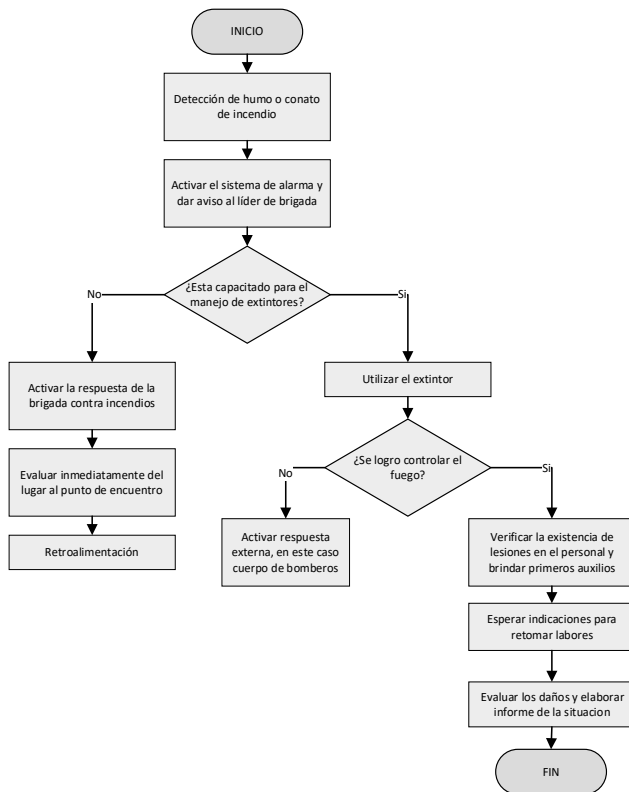 INICIO
Detección de humo o conato
de incendio
Activar el sistema de alarma y
dar aviso al líder de brigada
¿Esta capacitado para el
manejo de extintores?
No
Si
Activar la respuesta de la
brigada contra incendios
Utilizar el extintor
Evaluar inmediatamente del
lugar al punto de encuentro
¿Se logro controlar el
fuego?
No
Si
Retroalimentación
Activar respuesta
externa, en este caso
cuerpo de bomberos
Verificar la existencia de
lesiones en el personal y
brindar primeros auxilios
Esperar indicaciones para
retomar labores
Evaluar los daños y elaborar
informe de la situacion
FIN